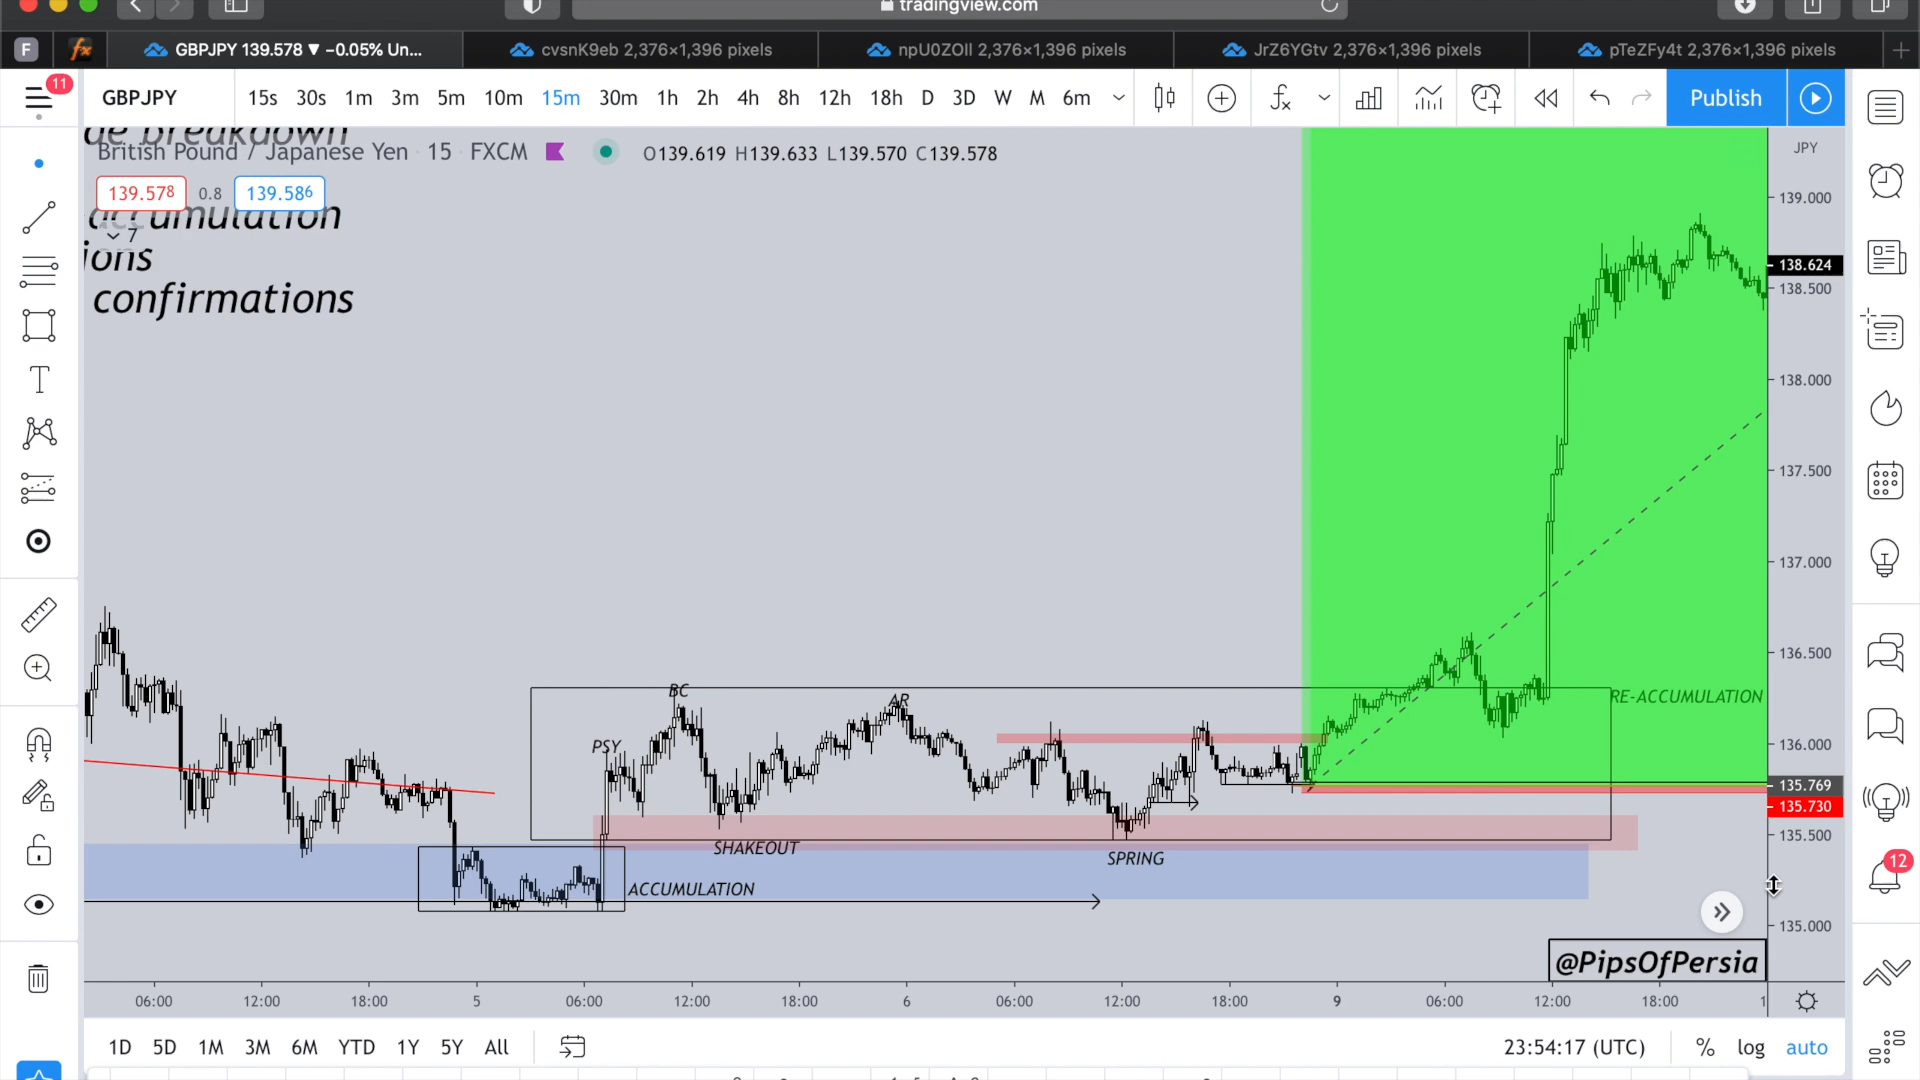 tradingview.com
F
fx
GBPJPY 139.578 ▼ −0.05% Un...
cvsnK9eb 2,376×1,396 pixels
npU0ZOIl 2,376×1,396 pixels
JrZ6YGtv 2,376×1,396 pixels
pTeZFy4t 2,376×1,396 pixels
11
GBPJPY
15s 30s 1m 3m 5m 10m 15m 30m 1h 2h 4h 8h 12h 18h D 3D W M 6m
Publish
de breakdown
British Pound / Japanese Yen 15 FXCM
O139.619 H139.633 L139.570 C139.578
JPY
139.578 0.8 139.586
accumulation
7
ions
confirmations
139.000
138.624
138.500
138.000
137.500
137.000
136.500
136.000
135.769
135.730
135.500
135.000
BC
AR
RE-ACCUMULATION
PSY
SHAKEOUT
SPRING
ACCUMULATION
12
@PipsOfPersia
06:00 12:00 18:00 5 06:00 12:00 18:00 6 06:00 12:00 18:00 9 06:00 12:00 18:00 1
1D 5D 1M 3M 6M YTD 1Y 5Y All
23:54:17 (UTC) % log auto